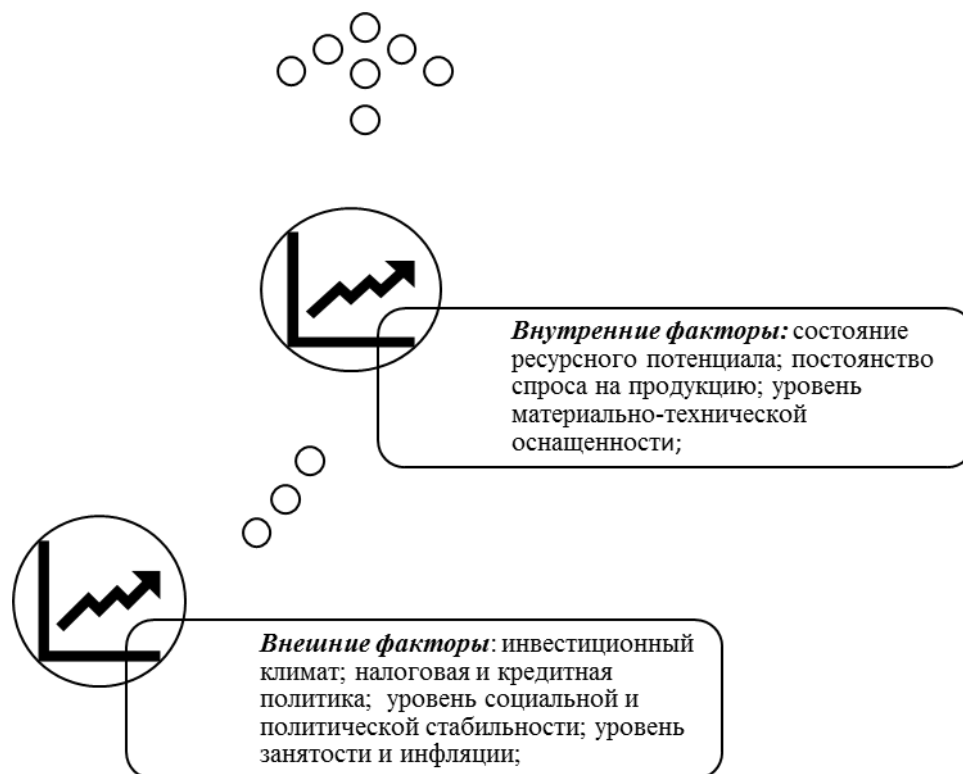 Внутренние факторы: состояние
ресурсного потенциала; постоянство
спроса на продукцию; уровень
материально-технической
оснащенности;
Внешние факторы: инвестиционный
климат; налоговая и кредитная
политика; уровень социальной и
политической стабильности; уровень
занятости и инфляции;